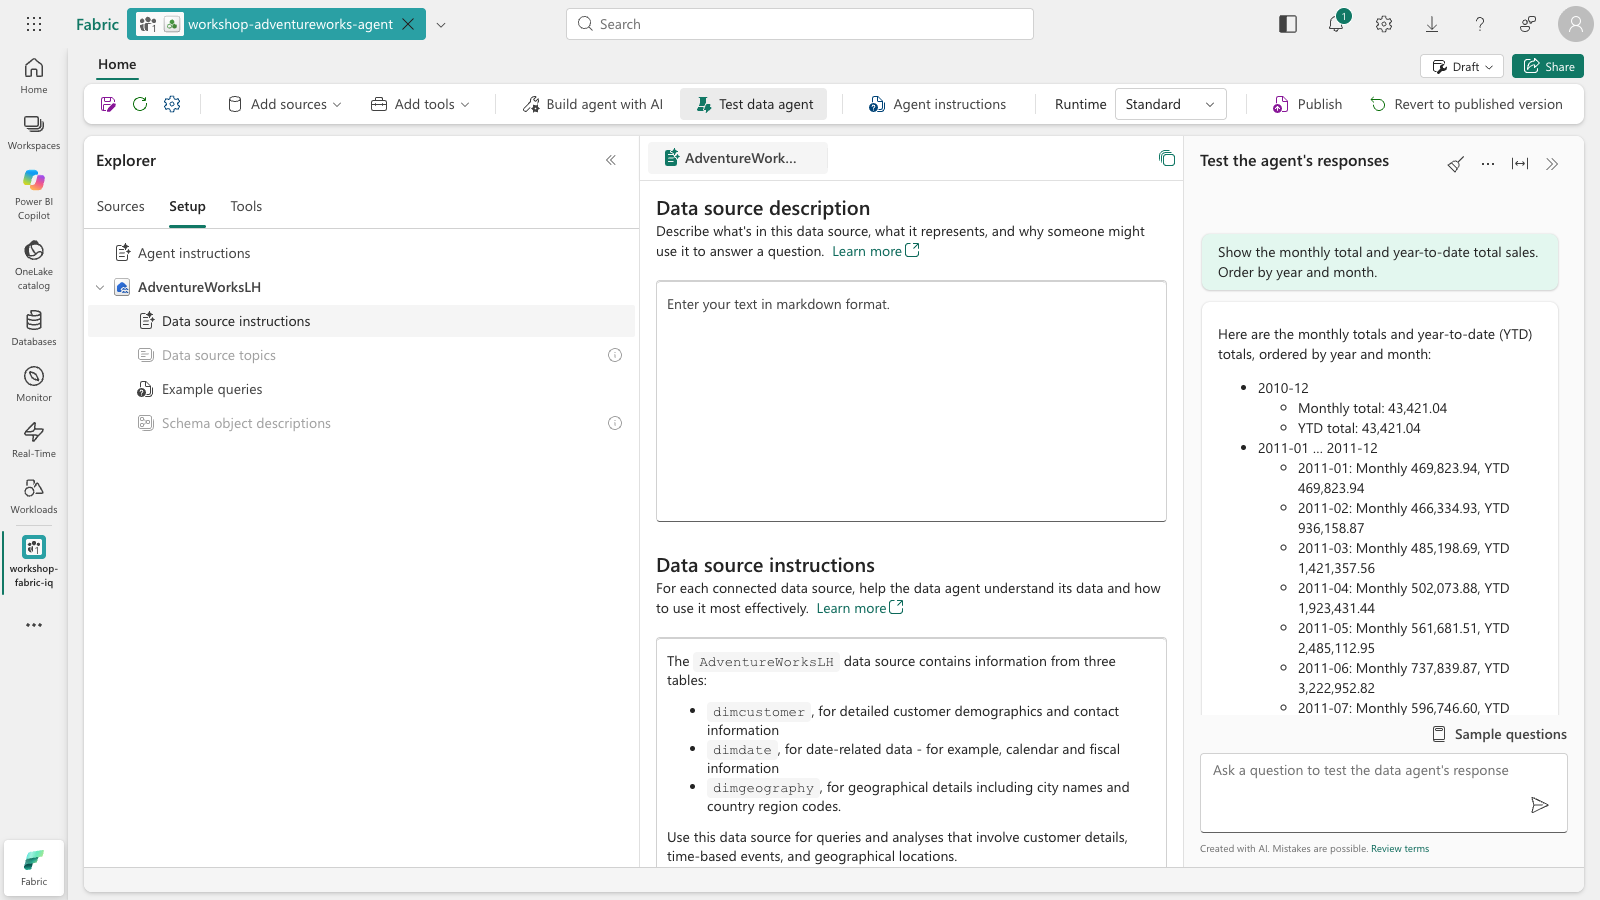 Fabric
workshop-adventureworks-agent
Search
1
Home
Draft
Share
Add sources
Add tools
Build agent with AI
Test data agent
Agent instructions
Runtime
Standard
Publish
Revert to published version
Home
Workspaces
Power BI
Copilot
OneLake
catalog
Databases
Monitor
Real-Time
Workloads
workshop-
fabric-iq
Fabric
Explorer
Sources
Setup
Tools
Agent instructions
AdventureWorksLH
Data source instructions
Data source topics
Example queries
Schema object descriptions
AdventureWork...
Data source description
Describe what's in this data source, what it represents, and why someone might
use it to answer a question. Learn more
Enter your text in markdown format.
Data source instructions
For each connected data source, help the data agent understand its data and how
to use it most effectively. Learn more
The AdventureWorksLH data source contains information from three
tables:
dimcustomer, for detailed customer demographics and contact
information
dimdate, for date-related data - for example, calendar and fiscal
information
dimgeography, for geographical details including city names and
country region codes.
Use this data source for queries and analyses that involve customer details,
time-based events, and geographical locations.
Test the agent's responses
Show the monthly total and year-to-date total sales.
Order by year and month.
Here are the monthly totals and year-to-date (YTD)
totals, ordered by year and month:
2010-12
Monthly total: 43,421.04
YTD total: 43,421.04
2011-01 ... 2011-12
2011-01: Monthly 469,823.94, YTD
469,823.94
2011-02: Monthly 466,334.93, YTD
936,158.87
2011-03: Monthly 485,198.69, YTD
1,421,357.56
2011-04: Monthly 502,073.88, YTD
1,923,431.44
2011-05: Monthly 561,681.51, YTD
2,485,112.95
2011-06: Monthly 737,839.87, YTD
3,222,952.82
2011-07: Monthly 596,746.60, YTD
Sample questions
Ask a question to test the data agent's response
Created with AI. Mistakes are possible. Review terms